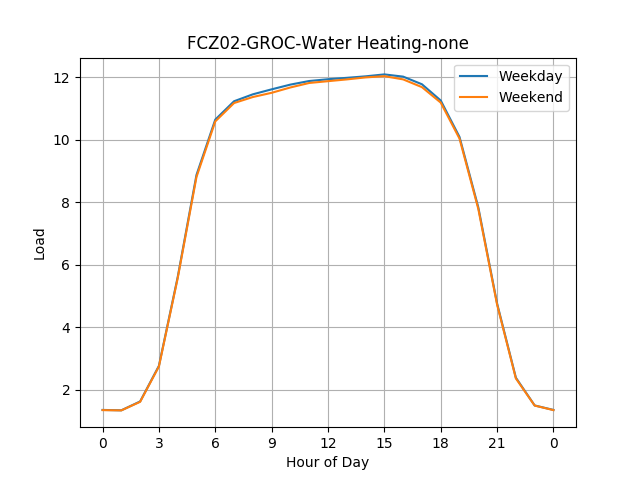 FCZ02-GROC-Water Heating-none
Weekday
Weekend
12
10
8
6
4
2
Load
0 3 6 9 12 15 18 21 0
Hour of Day